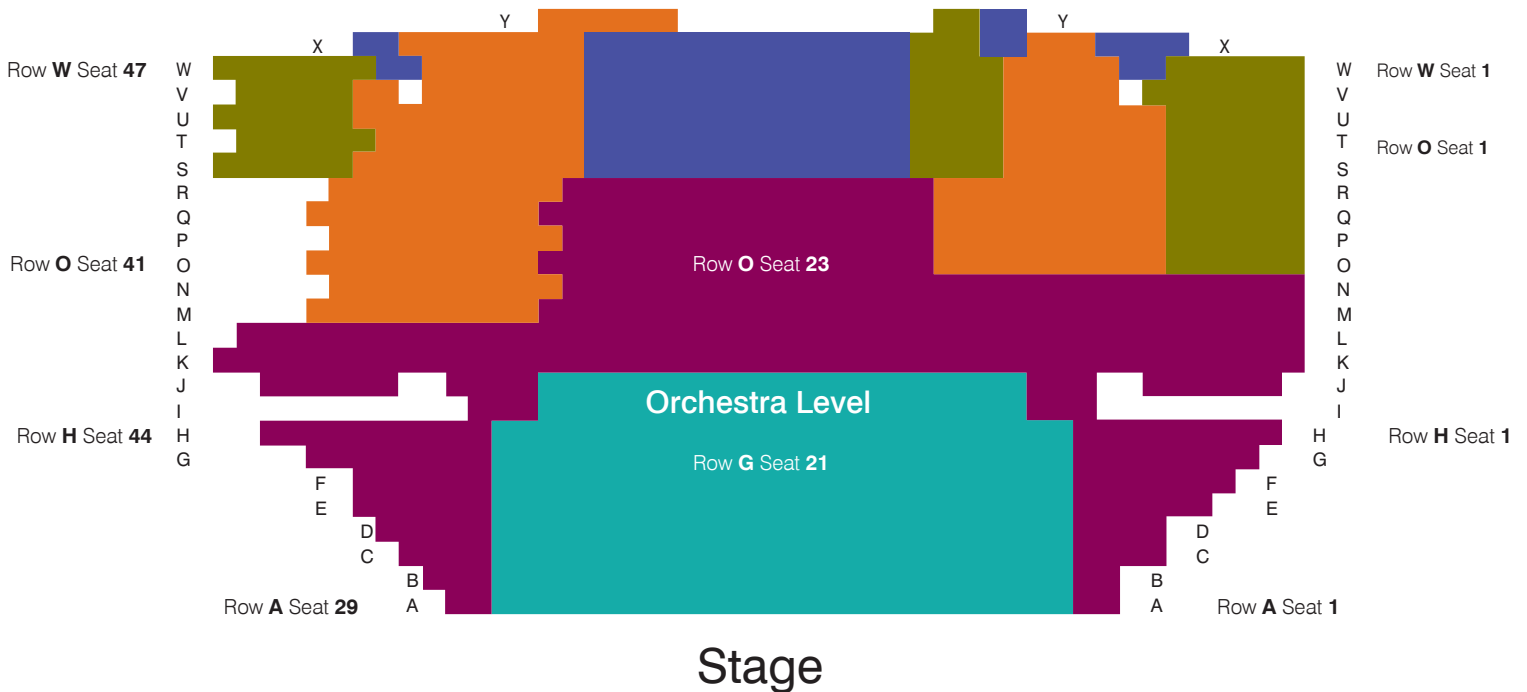 Y Y
X X
Row W Seat 47 W W Row W Seat 1
V V
U U
T T Row O Seat 1
S S
R R
Q Q
P P
Row O Seat 41 O Row O Seat 23 O
N N
M M
L L
K K
J J
I Orchestra Level I
Row H Seat 44 H H Row H Seat 1
G Row G Seat 21 G
F F
E E
D D
C C
B B
Row A Seat 29 A A Row A Seat 1
Stage